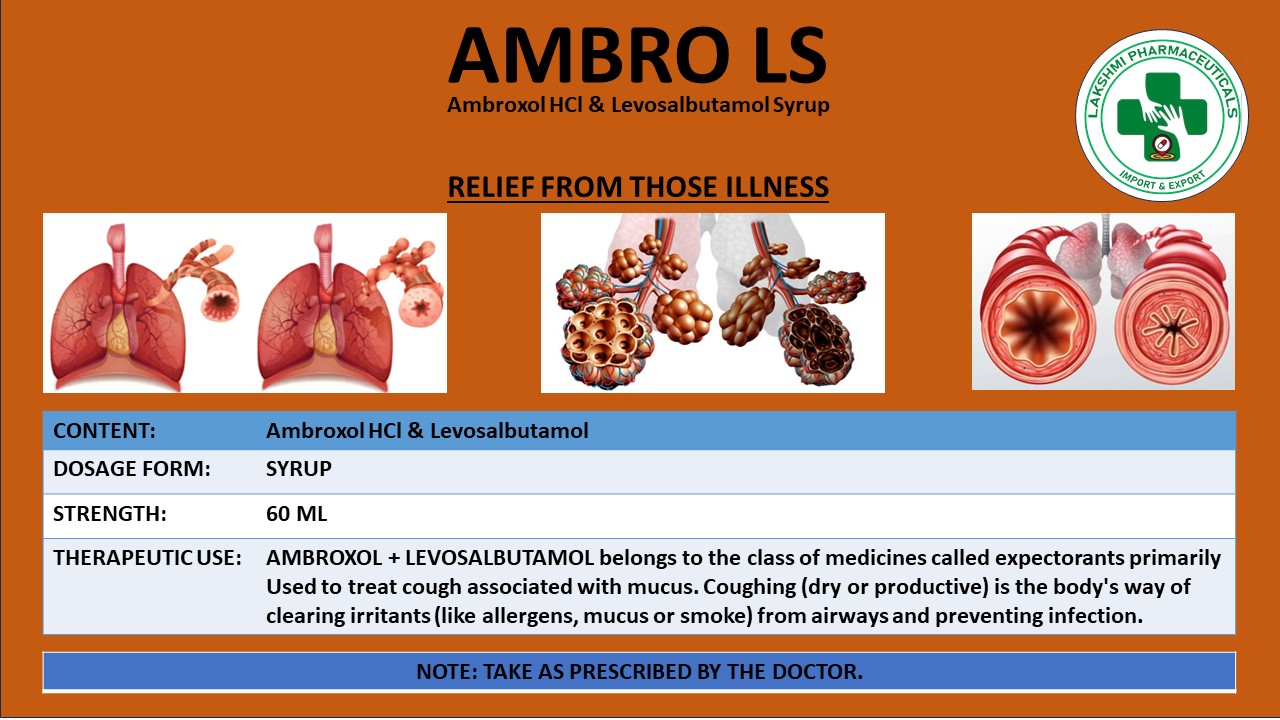 AMBRO LS
Ambroxol HCl & Levosalbutamol Syrup
LAKSHMI PHARMACEUTICALS
IMPORT & EXPORT
RELIEF FROM THOSE ILLNESS
CONTENT: Ambroxol HCl & Levosalbutamol
DOSAGE FORM: SYRUP
STRENGTH: 60 ML
THERAPEUTIC USE: AMBROXOL + LEVOSALBUTAMOL belongs to the class of medicines called expectorants primarily
Used to treat cough associated with mucus. Coughing (dry or productive) is the body's way of
clearing irritants (like allergens, mucus or smoke) from airways and preventing infection.
NOTE: TAKE AS PRESCRIBED BY THE DOCTOR.